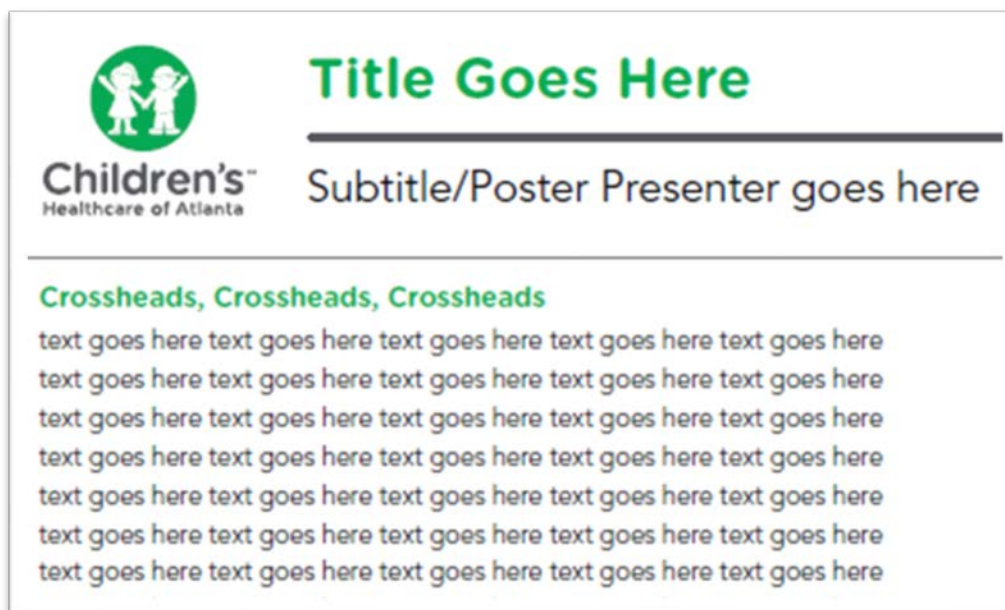 Title Goes Here
Children's™
Healthcare of Atlanta
Subtitle/Poster Presenter goes here
Crossheads, Crossheads, Crossheads
text goes here text goes here text goes here text goes here text goes here
text goes here text goes here text goes here text goes here text goes here
text goes here text goes here text goes here text goes here text goes here
text goes here text goes here text goes here text goes here text goes here
text goes here text goes here text goes here text goes here text goes here
text goes here text goes here text goes here text goes here text goes here
text goes here text goes here text goes here text goes here text goes here